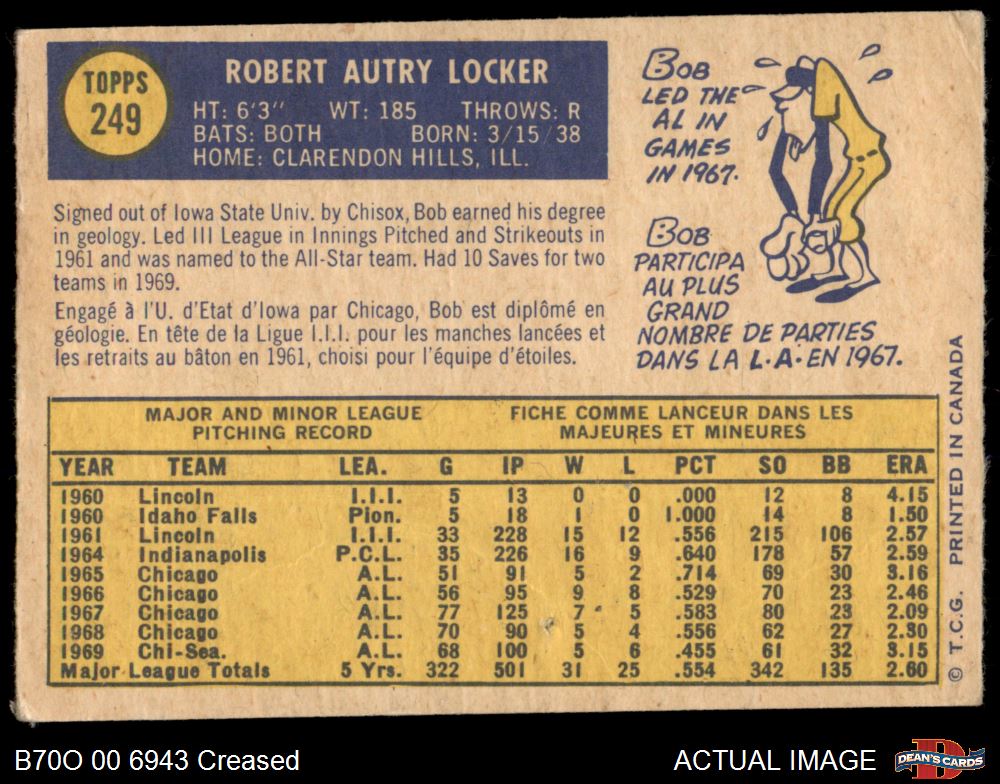 TOPPS
249
ROBERT AUTRY LOCKER
HT: 6'3" WT: 185 THROWS: R
BATS: BOTH BORN: 3/15/38
HOME: CLARENDON HILLS, ILL.
Signed out of Iowa State Univ. by Chisox, Bob earned his degree
in geology. Led III League in Innings Pitched and Strikeouts in
1961 and was named to the All-Star team. Had 10 Saves for two
teams in 1969.
Engagé à l'U. d'Etat d'Iowa par Chicago, Bob est diplômé en
géologie. En tête de la Ligue I.I.I. pour les manches lancées et
les retraits au bâton en 1961, choisi pour l'équipe d'étoiles.
BOB
LED THE
AL IN
GAMES
IN 1967.
BOB
PARTICIPA
AU PLUS
GRAND
NOMBRE DE PARTIES
DANS LA L.A. EN 1967.
MAJOR AND MINOR LEAGUE
PITCHING RECORD
FICHE COMME LANCEUR DANS LES
MAJEURES ET MINEURES
YEAR TEAM LEA. G IP W L PCT SO BB ERA
1960 Lincoln I.I.I. 5 13 0 0 .000 12 8 4.15
1960 Idaho Falls Pion. 5 18 1 0 1.000 14 8 1.50
1961 Lincoln I.I.I. 33 228 15 12 .556 215 106 2.57
1964 Indianapolis P.C.L. 35 226 16 9 .640 178 57 2.59
1965 Chicago A.L. 51 91 5 2 .714 69 30 3.16
1966 Chicago A.L. 56 95 9 8 .529 70 23 2.46
1967 Chicago A.L. 77 125 7 5 .583 80 23 2.09
1968 Chicago A.L. 70 90 5 4 .556 62 27 2.30
1969 Chi-Sea. A.L. 68 100 5 6 .455 61 32 3.15
Major League Totals 5 Yrs. 322 501 31 25 .554 342 135 2.60
© T.C.G. PRINTED IN CANADA
B70O 00 6943 Creased
ACTUAL IMAGE
DEAN'S CARDS